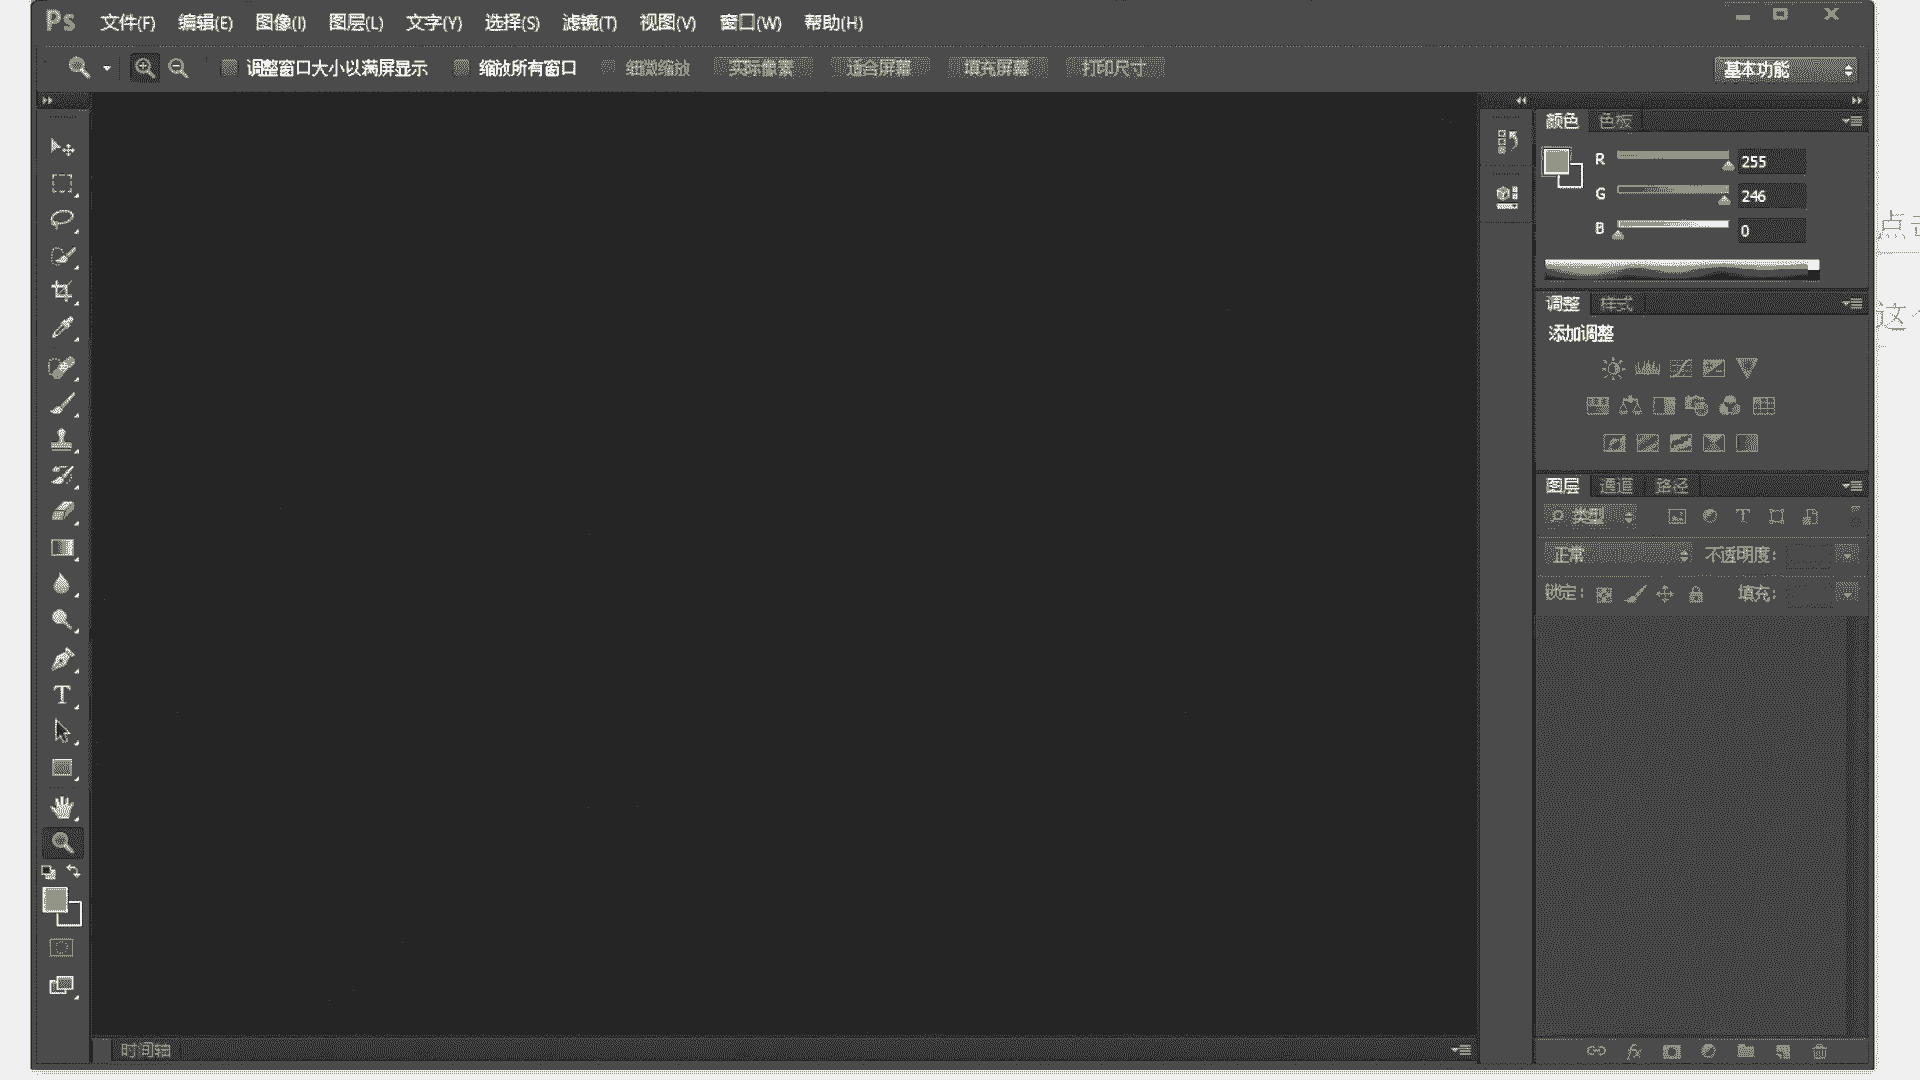 Ps 文件(F) 编辑(E) 图像(I) 图层(L) 文字(Y) 选择(S) 滤镜(T) 视图(V) 窗口(W) 帮助(H)
调整窗口大小以满屏显示 缩放所有窗口 细微缩放 实际像素 适合屏幕 填充屏幕 打印尺寸 基本功能
颜色 色板
R 255
G 246
B 0
点击
这个
调整 样式
添加调整
图层 通道 路径
类型
正常 不透明度:
锁定: 填充:
时间轴
fx